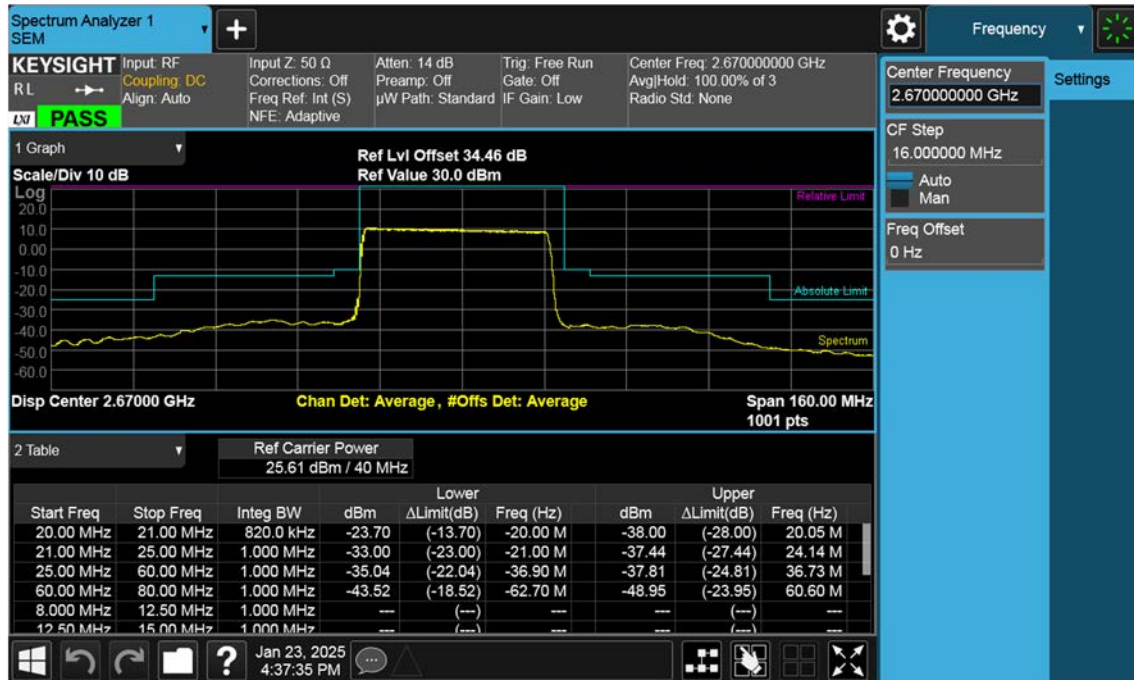 Spectrum Analyzer 1
SEM
+
Frequency
KEYSIGHT
RL
LXI PASS
Input: RF
Coupling: DC
Align: Auto
Input Z: 50 Ω
Corrections: Off
Freq Ref: Int (S)
NFE: Adaptive
Atten: 14 dB
Preamp: Off
µW Path: Standard
Trig: Free Run
Gate: Off
IF Gain: Low
Center Freq: 2.670000000 GHz
Avg|Hold: 100.00% of 3
Radio Std: None
Center Frequency
2.670000000 GHz
Settings
CF Step
16.000000 MHz
Auto
Man
Freq Offset
0 Hz
1 Graph
Scale/Div 10 dB
Ref Lvl Offset 34.46 dB
Ref Value 30.0 dBm
Log
20.0
10.0
0.00
-10.0
-20.0
-30.0
-40.0
-50.0
-60.0
Relative Limit
Absolute Limit
Spectrum
Disp Center 2.67000 GHz
Chan Det: Average, #Offs Det: Average
Span 160.00 MHz
1001 pts
2 Table
Ref Carrier Power
25.61 dBm / 40 MHz
Lower Upper
Start Freq Stop Freq Integ BW dBm ΔLimit(dB) Freq (Hz) dBm ΔLimit(dB) Freq (Hz)
20.00 MHz 21.00 MHz 820.0 kHz -23.70 (-13.70) -20.00 M -38.00 (-28.00) 20.05 M
21.00 MHz 25.00 MHz 1.000 MHz -33.00 (-23.00) -21.00 M -37.44 (-27.44) 24.14 M
25.00 MHz 60.00 MHz 1.000 MHz -35.04 (-22.04) -36.90 M -37.81 (-24.81) 36.73 M
60.00 MHz 80.00 MHz 1.000 MHz -43.52 (-18.52) -62.70 M -48.95 (-23.95) 60.60 M
8.000 MHz 12.50 MHz 1.000 MHz --- (---) --- --- (---) ---
12.50 MHz 15.00 MHz 1.000 MHz --- (---) --- --- (---) ---
?
Jan 23, 2025
4:37:35 PM